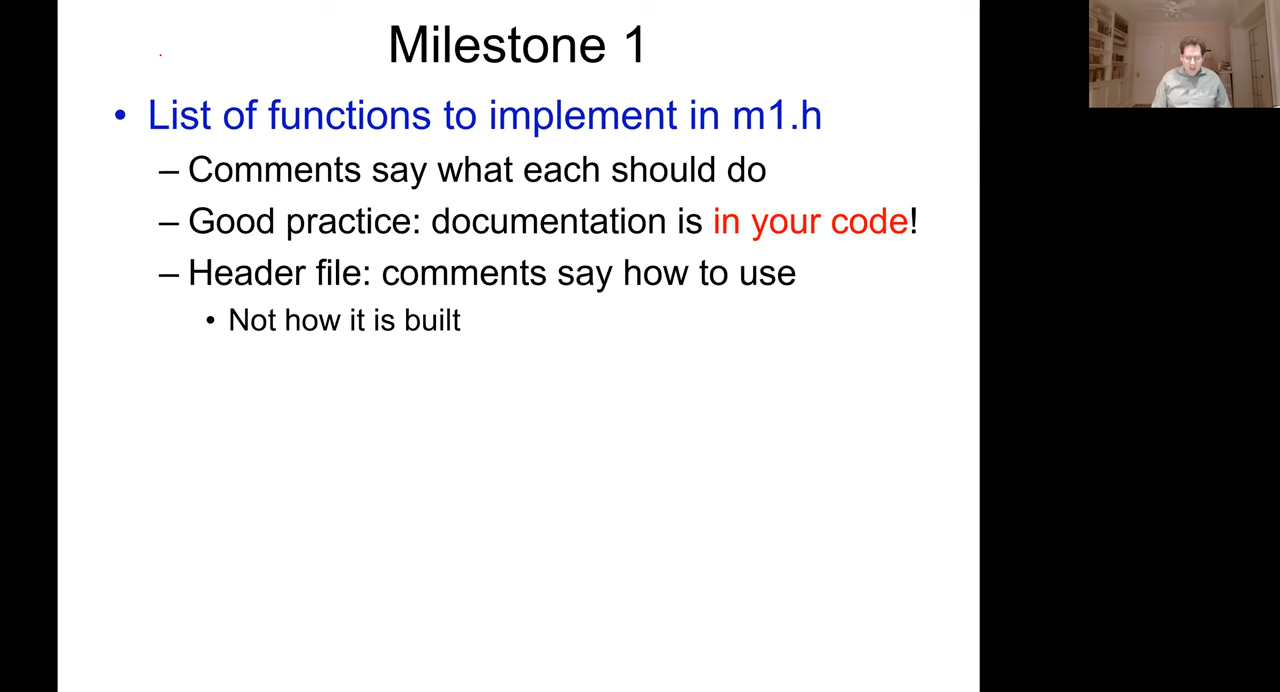 Milestone 1
• List of functions to implement in m1.h
– Comments say what each should do
– Good practice: documentation is in your code!
– Header file: comments say how to use
• Not how it is built